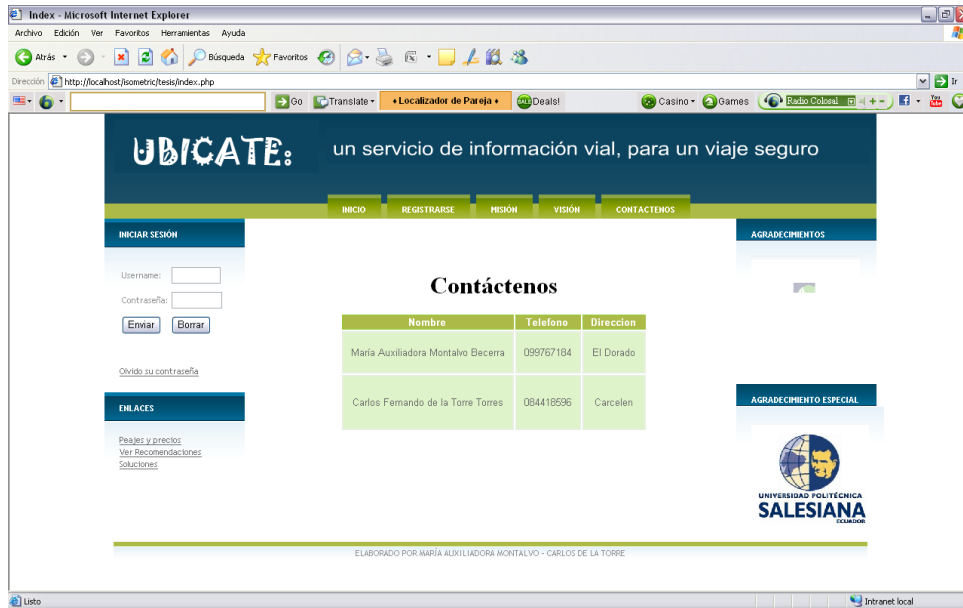 Index - Microsoft Internet Explorer
Archivo Edición Ver Favoritos Herramientas Ayuda
Atrás Búsqueda Favoritos
Dirección http://localhost/isometric/tesis/index.php Ir
Go Translate Localizador de Pareja Deals! Casino Games Radio Colosal You Tube
UBICATE: un servicio de información vial, para un viaje seguro
INICIO REGISTRARSE MISIÓN VISIÓN CONTACTENOS
INICIAR SESIÓN
Username:
Contraseña:
Enviar Borrar
Olvido su contraseña
ENLACES
Peajes y precios
Ver Recomendaciones
Soluciones
Contáctenos
Nombre Telefono Direccion
María Auxiliadora Montalvo Becerra 099767184 El Dorado
Carlos Fernando de la Torre Torres 084418596 Carcelen
AGRADECIMIENTOS
AGRADECIMIENTO ESPECIAL
UNIVERSIDAD POLITÉCNICA
SALESIANA
ECUADOR
ELABORADO POR MARÍA AUXILIADORA MONTALVO - CARLOS DE LA TORRE
Listo Intranet local